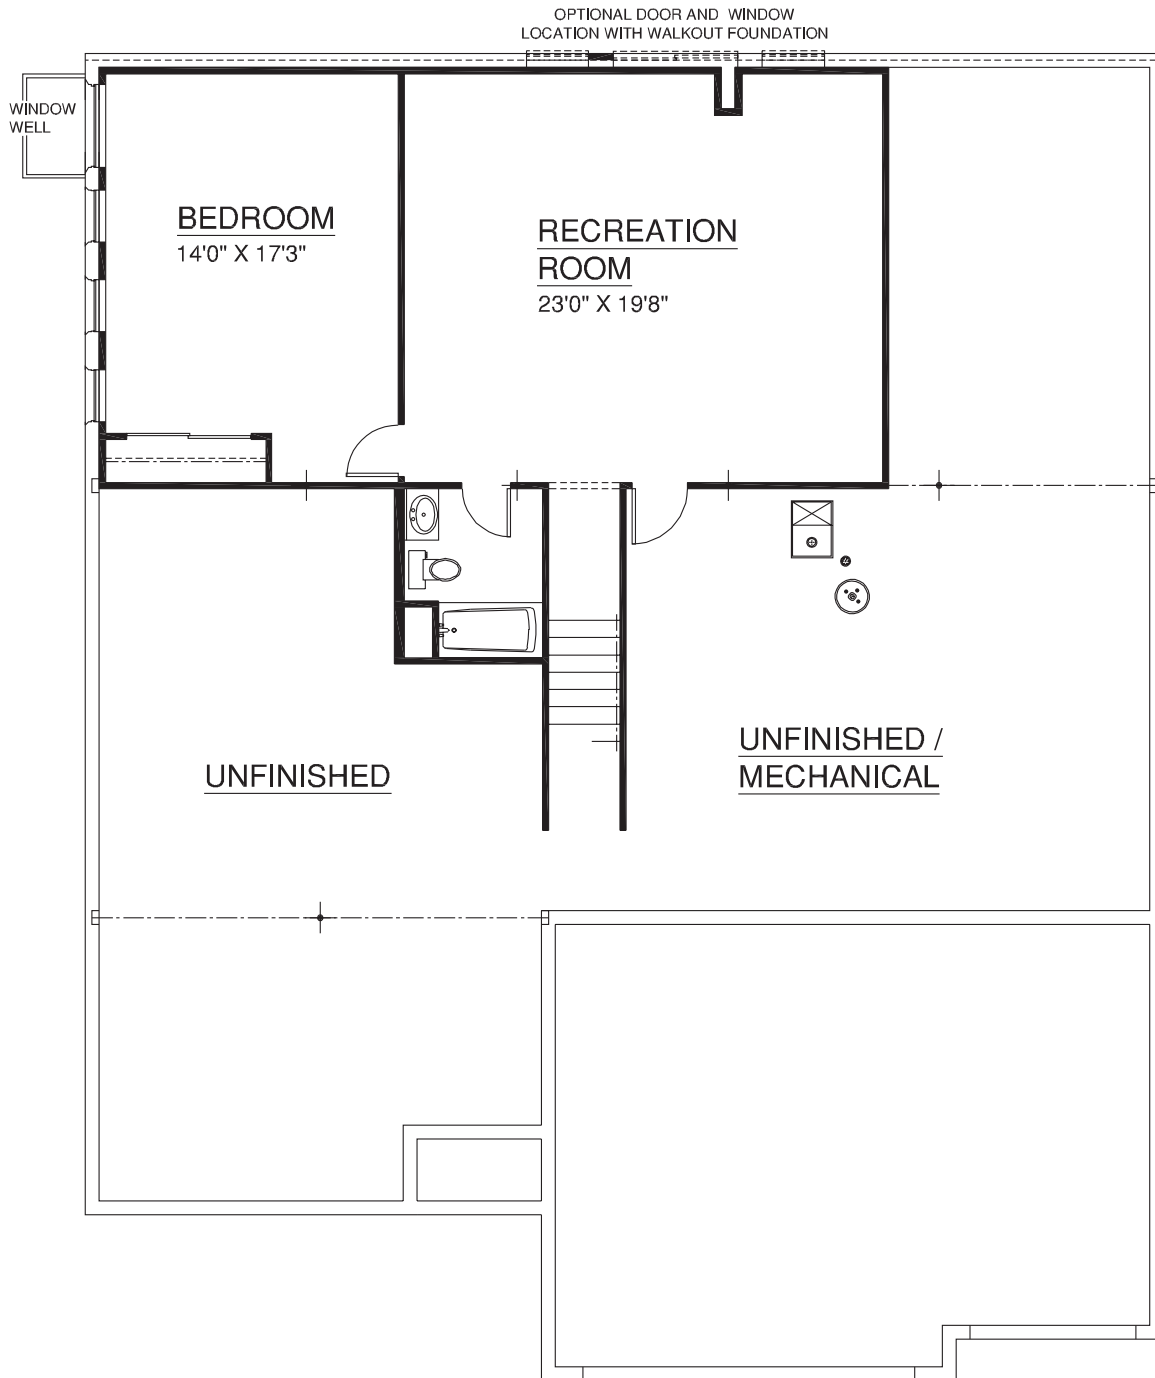 OPTIONAL DOOR AND WINDOW
LOCATION WITH WALKOUT FOUNDATION
WINDOW
WELL
BEDROOM
14'0" X 17'3"
RECREATION
ROOM
23'0" X 19'8"
UNFINISHED
UNFINISHED /
MECHANICAL